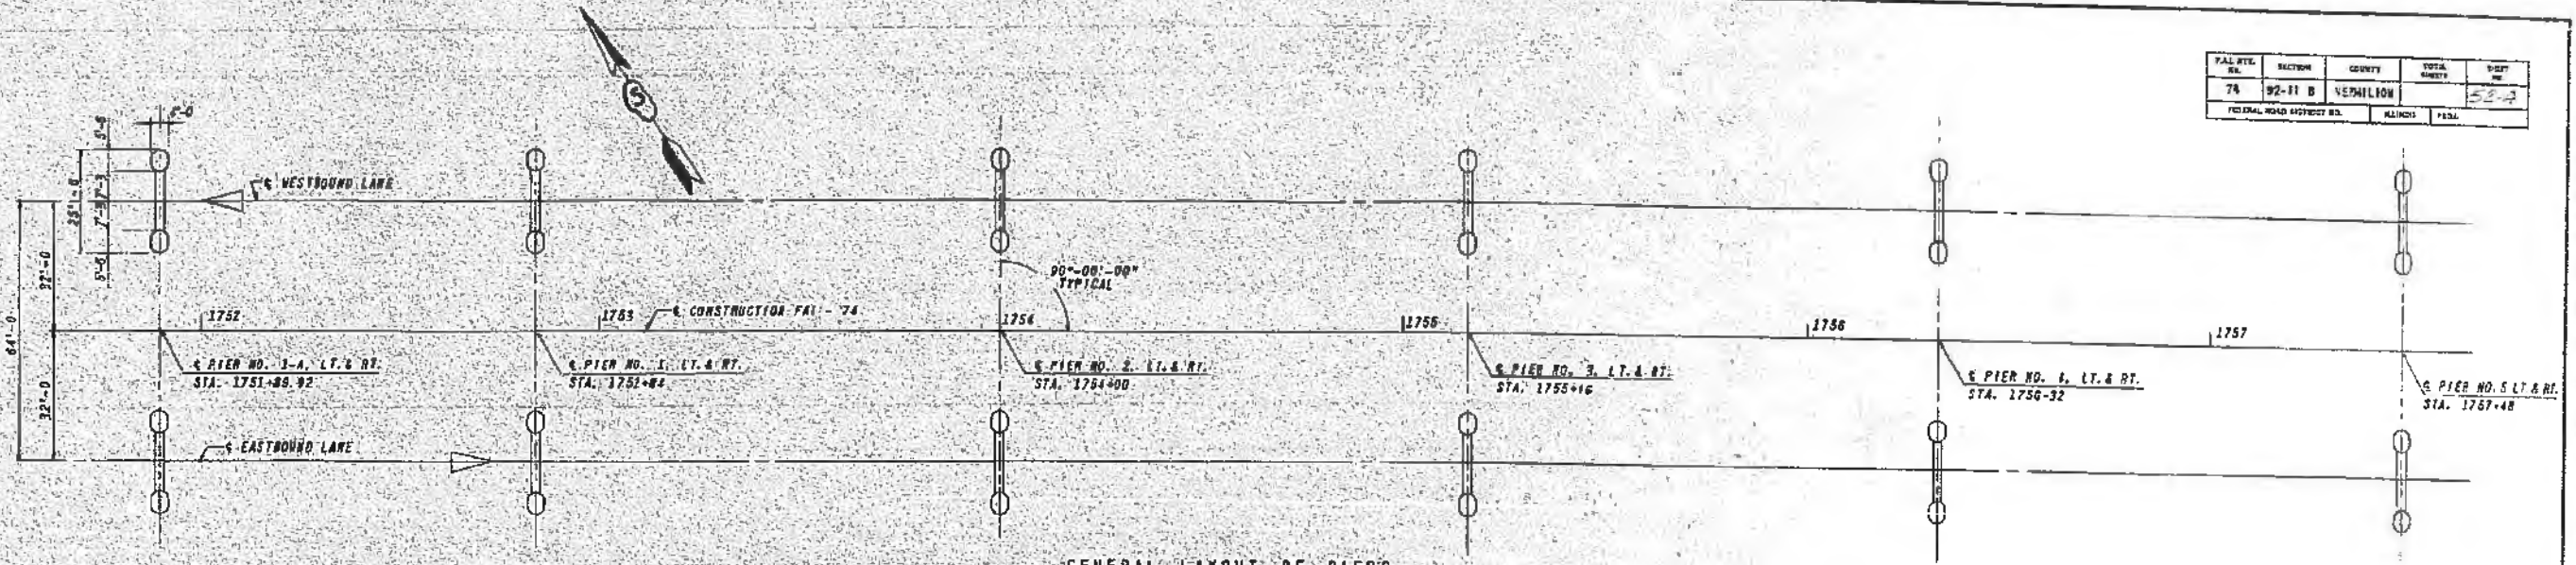 F.A.I. RTE. NO.
SECTION
COUNTY
TOTAL SHEETS
SHEET NO.
74
92-11 B
VERMILION
52-A
FEDERAL ROAD DISTRICT NO.
ILLINOIS
S
5'-0
5'-6
25'-0
7'-3
7'-3
5'-0
℄ WESTBOUND LANE
64'-0
32'-0
32'-0
90°-00'-00"
TYPICAL
1752
1753
℄ CONSTRUCTION FAI - 74
1754
1755
1756
1757
℄ PIER NO. 1-A, LT. & RT.
STA. 1751+89.92
℄ PIER NO. 1, LT. & RT.
STA. 1752+84
℄ PIER NO. 2, LT. & RT.
STA. 1754+00
℄ PIER NO. 3, LT. & RT.
STA. 1755+16
℄ PIER NO. 4, LT. & RT.
STA. 1756+32
℄ PIER NO. 5 LT. & RT.
STA. 1757+48
℄ EASTBOUND LANE
GENERAL LAYOUT OF PIERS